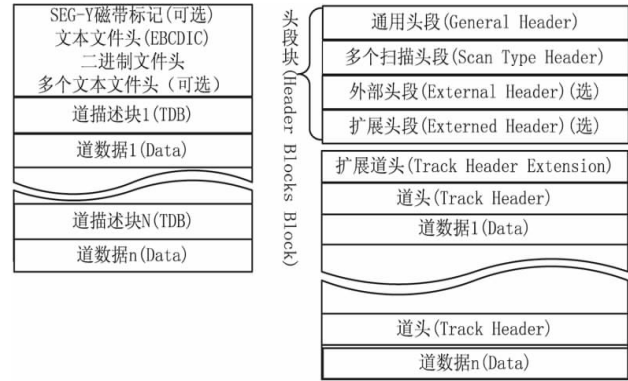 SEG-Y磁带标记(可选)
文本文件头(EBCDIC)
二进制文件头
多个文本文件头（可选）
道描述块1(TDB)
道数据1(Data)
道描述块N(TDB)
道数据n(Data)
头段块(Header Blocks Block)
通用头段(General Header)
多个扫描头段(Scan Type Header)
外部头段(External Header)(选)
扩展头段(Externed Header)(选)
扩展道头(Track Header Extension)
道头(Track Header)
道数据1(Data)
道头(Track Header)
道数据n(Data)